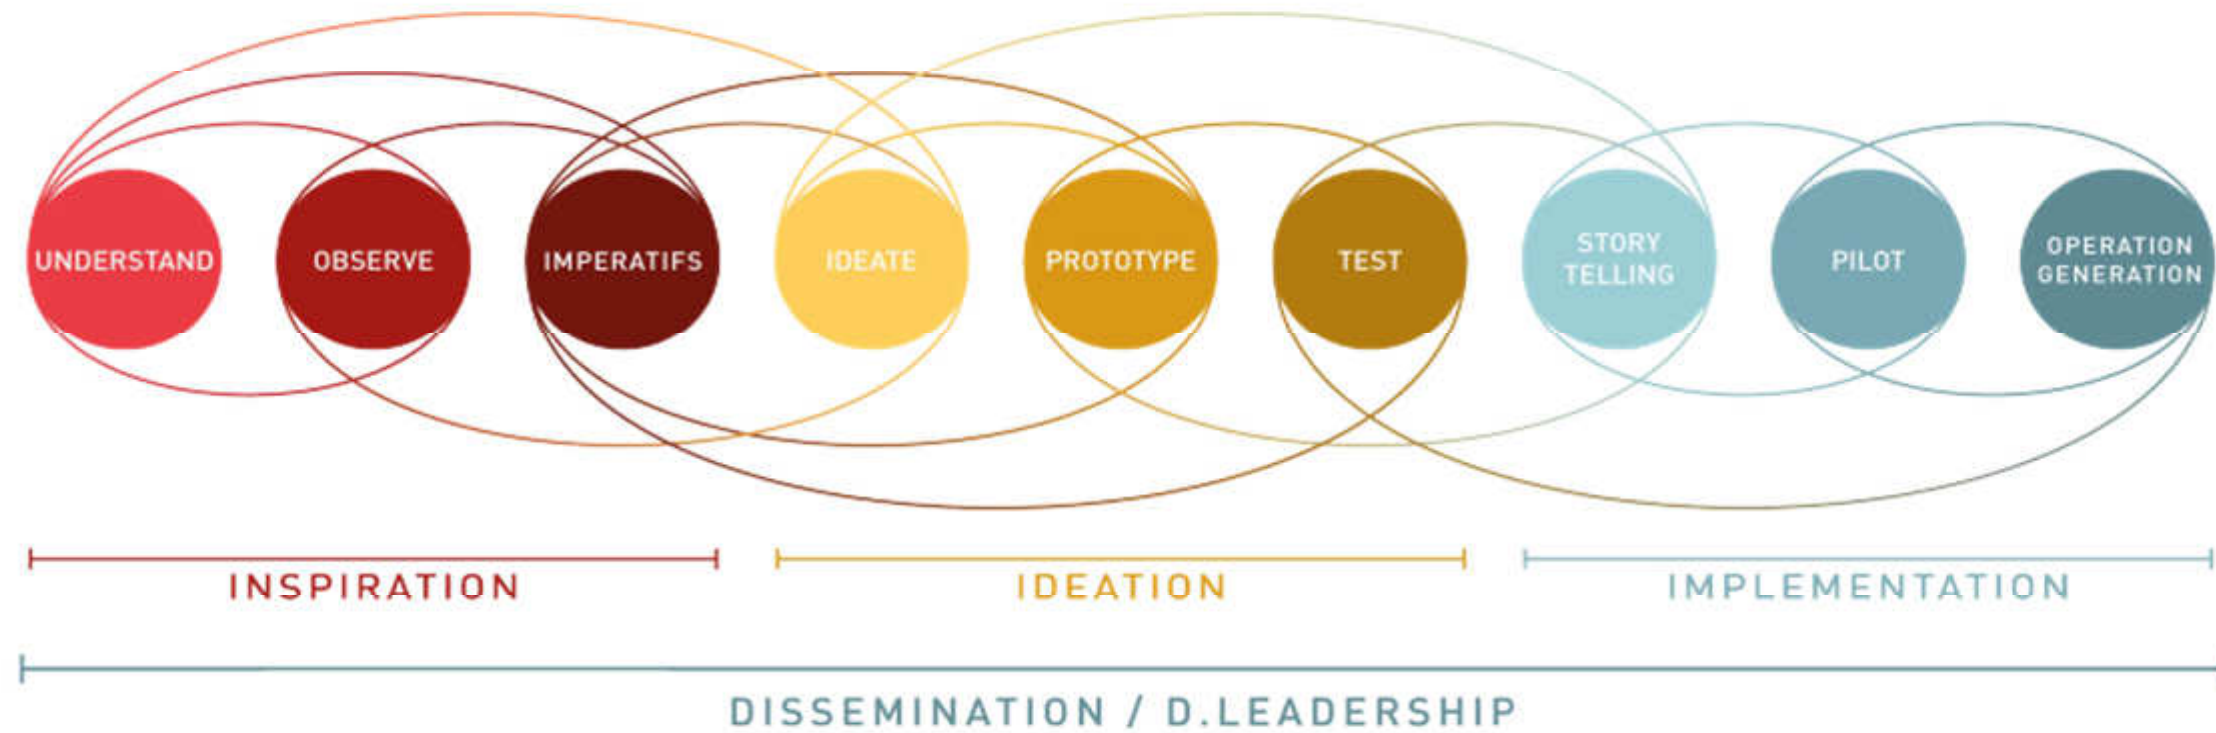 UNDERSTAND
OBSERVE
IMPERATIFS
IDEATE
PROTOTYPE
TEST
STORY
TELLING
PILOT
OPERATION
GENERATION
INSPIRATION
IDEATION
IMPLEMENTATION
DISSEMINATION / D.LEADERSHIP